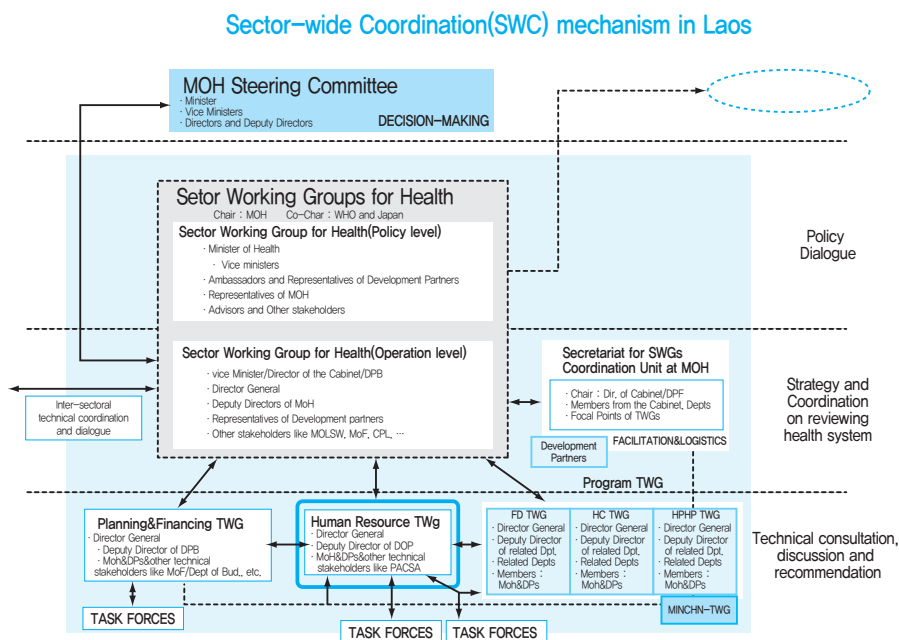 Sector-wide Coordination(SWC) mechanism in Laos
MOH Steering Committee
· Minister
· Vice Ministers
· Directors and Deputy Directors
DECISION-MAKING
Setor Working Groups for Health
Chair : MOH Co-Char : WHO and Japan
Sector Working Group for Health(Policy level)
· Minister of Health
· Vice ministers
· Ambassadors and Representatives of Development Partners
· Representatives of MOH
· Advisors and Other stakeholders
Policy
Dialogue
Sector Working Group for Health(Operation level)
· vice Minister/Director of the Cabinet/DPB
· Director General
· Deputy Directors of MoH
· Representatives of Development partners
· Other stakeholders like MOLSW, MoF, CPL, ...
Secretariat for SWGs
Coordination Unit at MOH
· Chair : Dir. of Cabinet/DPF
· Members from the Cabinet, Depts
· Focal Points of TWGs
FACILITATION&LOGISTICS
Development
Partners
Strategy and
Coordination
on reviewing
health system
Inter-sectoral
technical coordination
and dialogue
Program TWG
Planning&Financing TWG
· Director General
· Deputy Director of DPB
· Moh&DPs&other technical
stakeholders like MoF/Dept of Bud., etc.
Human Resource TWg
· Director General
· Deputy Director of DOP
· MoH&DPs&other technical
stakeholders like PACSA
FD TWG
· Director General
· Deputy Director
of related Dpt.
· Related Depts
· Members :
Moh&DPs
HC TWG
· Director General
· Deputy Director
of related Dpt.
· Related Depts
· Members :
Moh&DPs
HPHP TWG
· Director General
· Deputy Director
of related Dpt.
· Related Depts
· Members :
Moh&DPs
Technical consultation,
discussion and
recommendation
MINCHN-TWG
TASK FORCES
TASK FORCES
TASK FORCES